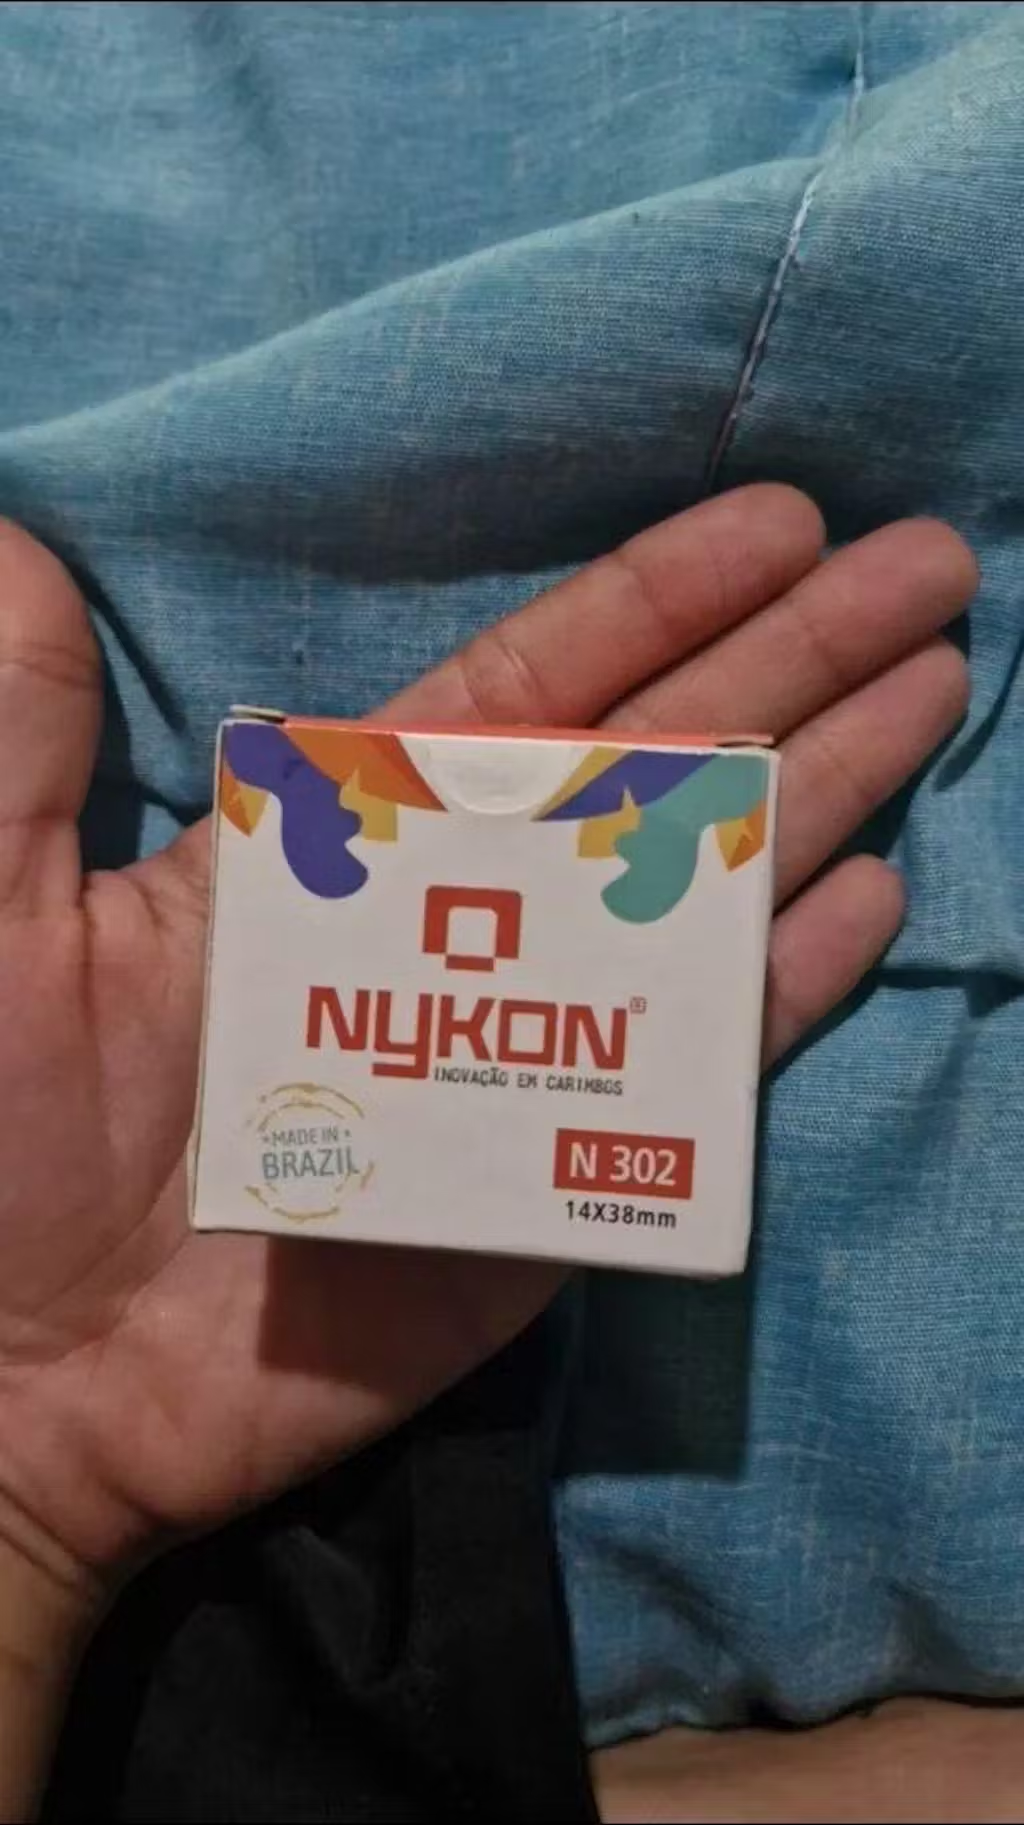 NYKON®
INOVAÇÃO EM CARIMBOS
•MADE IN•
BRAZIL
N 302
14X38mm